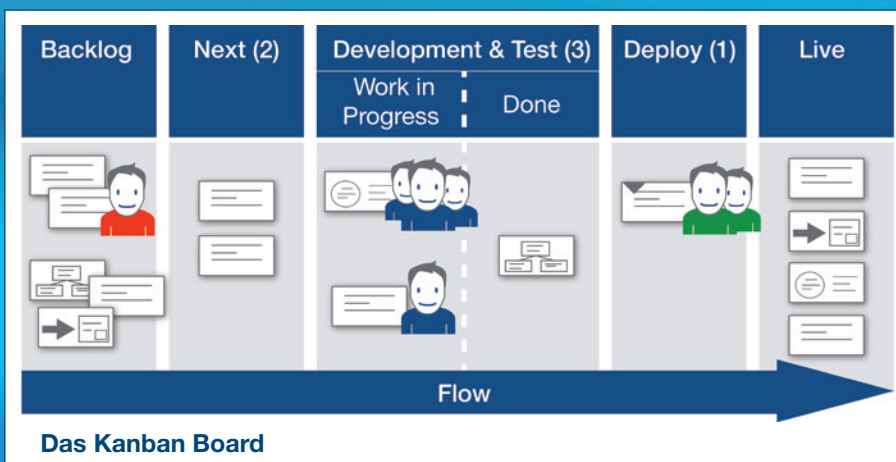 Backlog
Next (2)
Development & Test (3)
Work in
Progress
Done
Deploy (1)
Live
Flow
Das Kanban Board